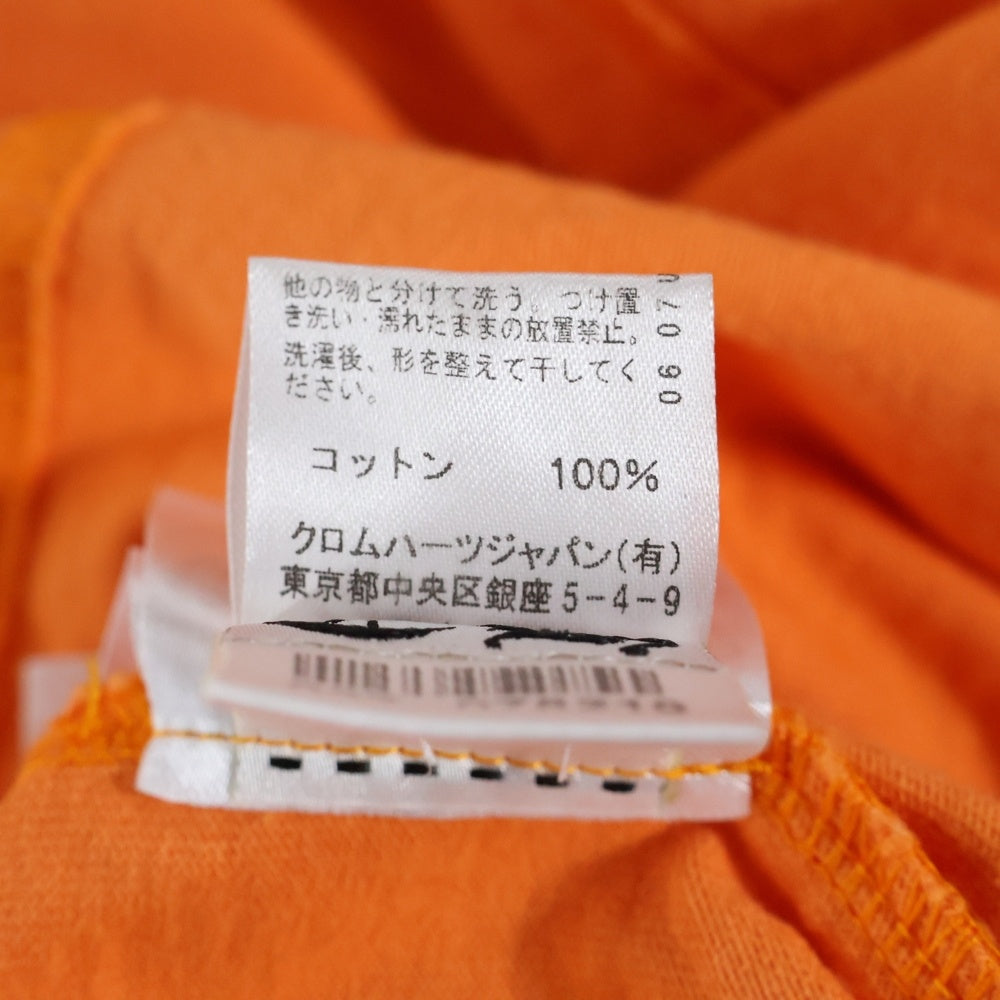 他の物と分けて洗う。つけ置
き洗い・濡れたままの放置禁止。
洗濯後、形を整えて干してく
ださい。
06 07
コットン 100%
クロムハーツジャパン(有)
東京都中央区銀座5-4-9